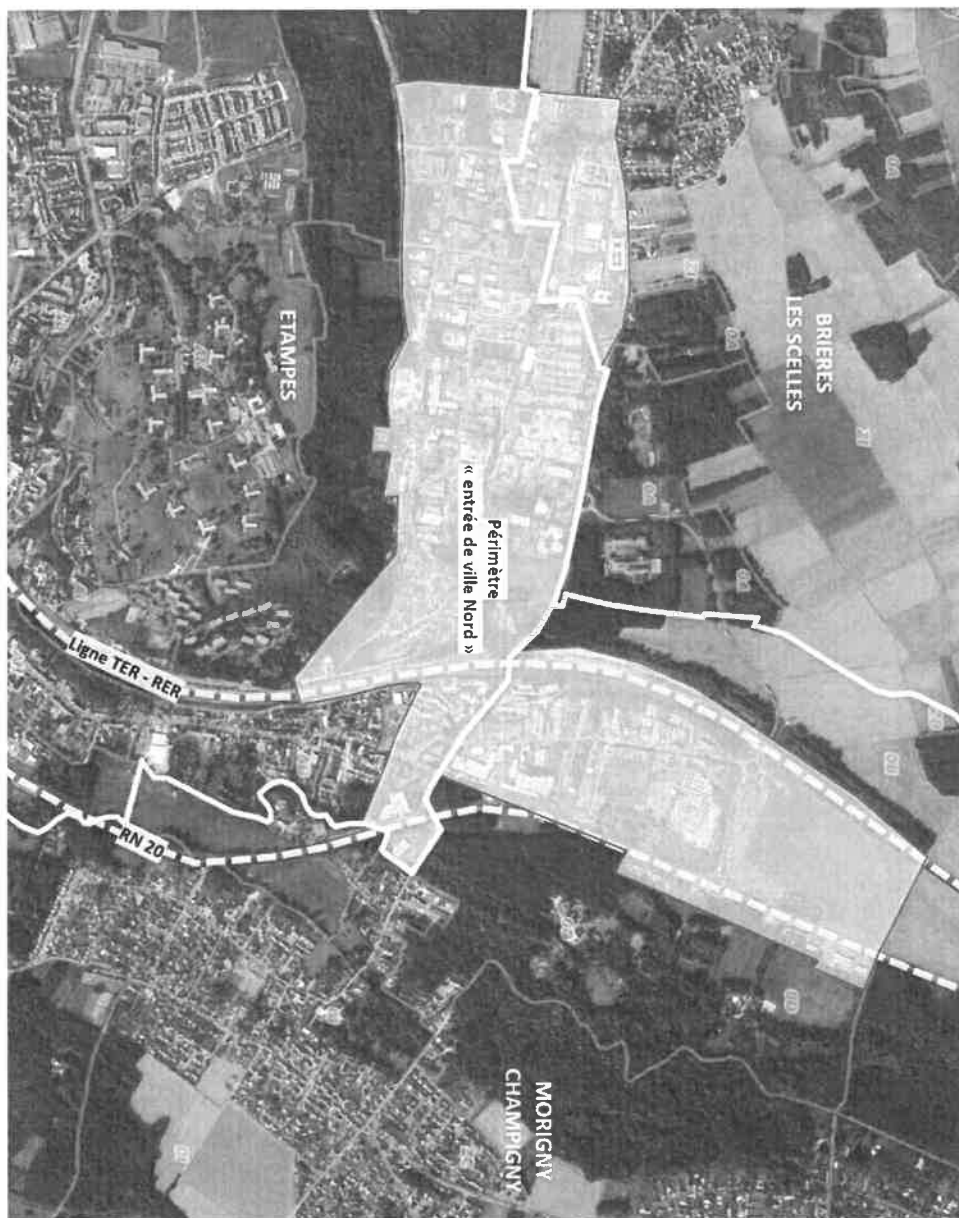 BRIERES
LES SCELLES
ETAMPES
Périmètre
« entrée de ville Nord »
Ligne TER - RER
RN 20
MORIGNY
CHAMPIGNY